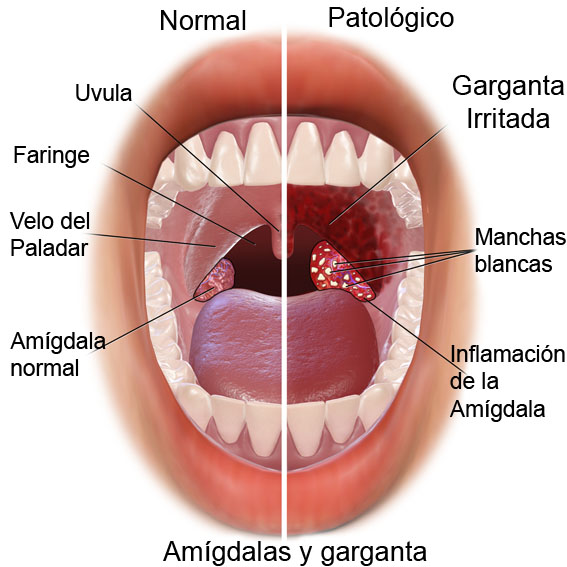 Normal
Patológico
Uvula
Faringe
Velo del
Paladar
Amígdala
normal
Garganta
Irritada
Manchas
blancas
Inflamación
de la
Amígdala
Amígdalas y garganta